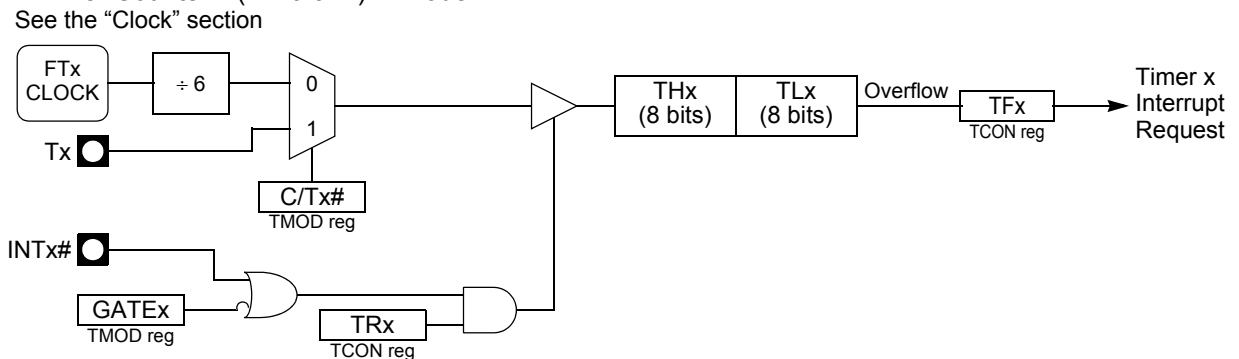 See the “Clock” section
FTx
CLOCK
÷ 6
0
1
Tx
C/Tx#
TMOD reg
THx
(8 bits)
TLx
(8 bits)
Overflow
TFx
TCON reg
Timer x
Interrupt
Request
INTx#
GATEx
TMOD reg
TRx
TCON reg